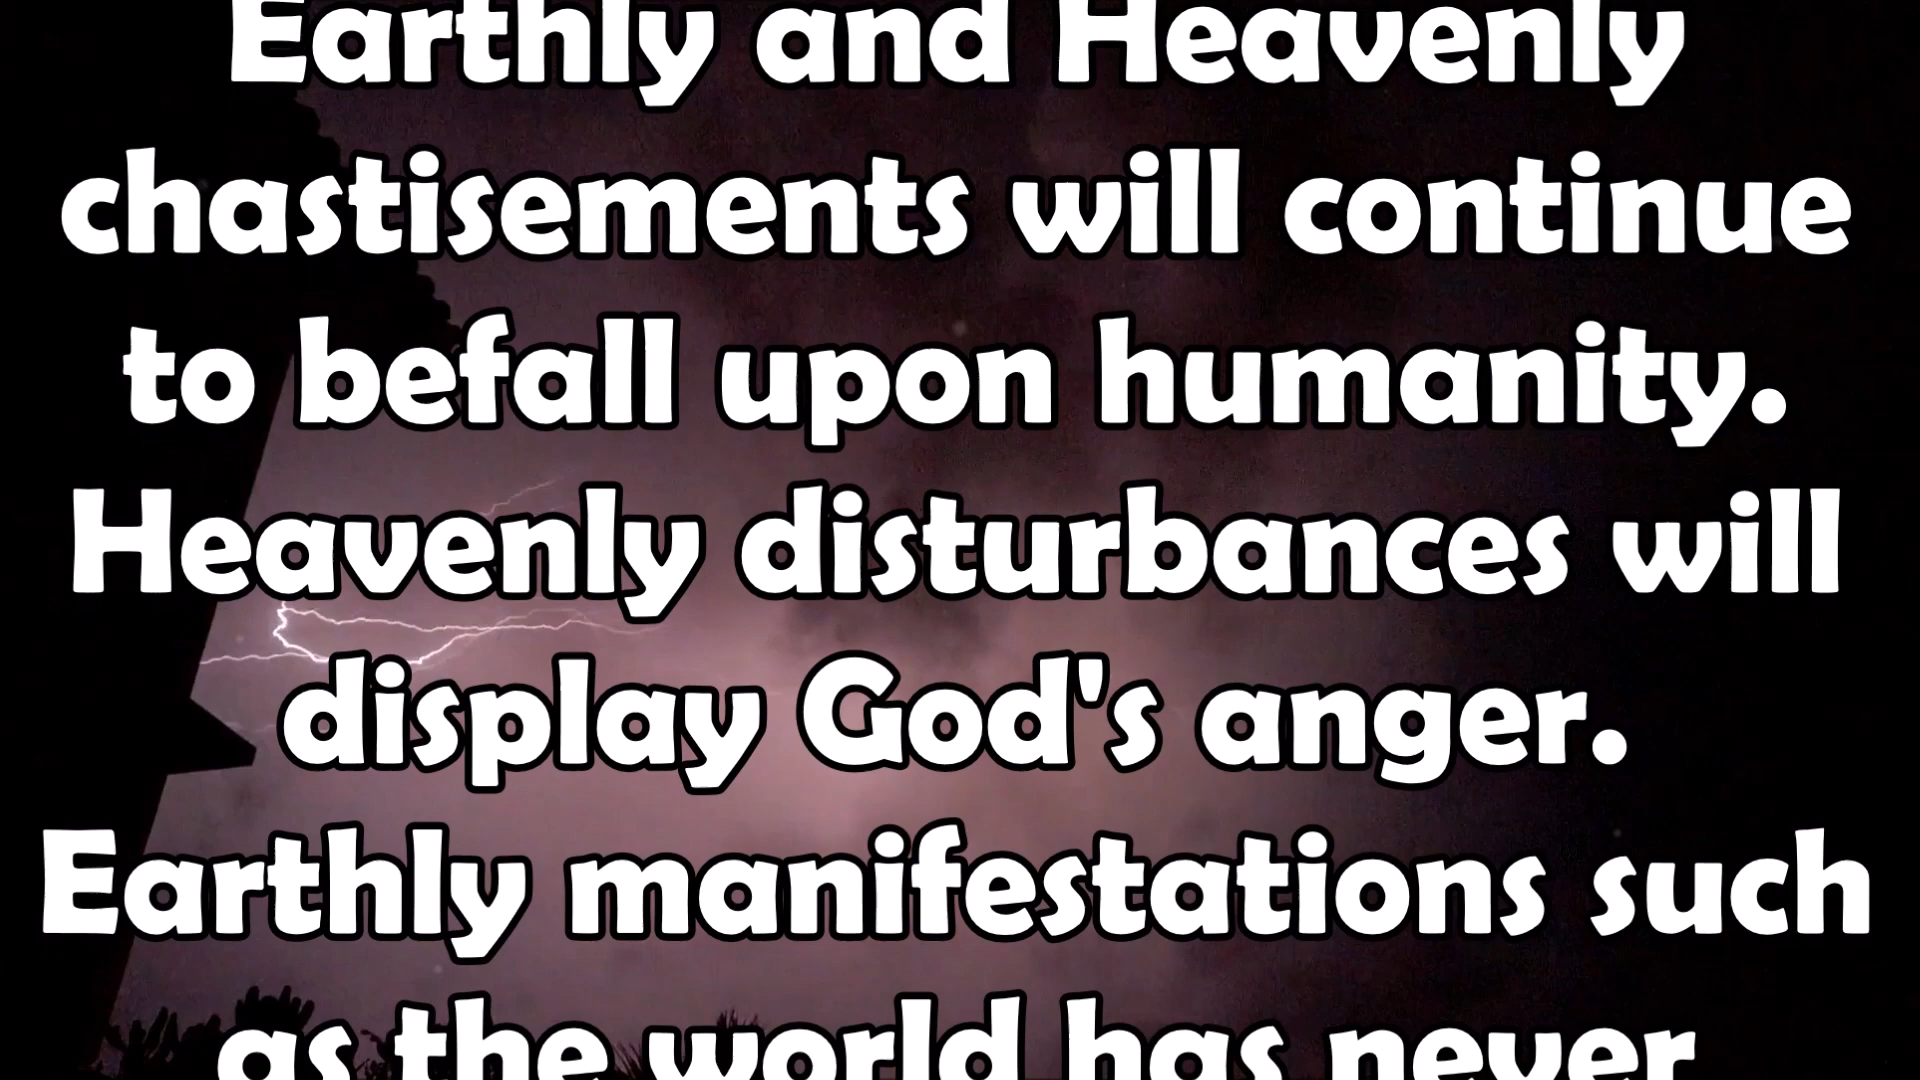 Earthly and Heavenly
chastisements will continue
to befall upon humanity.
Heavenly disturbances will
display God's anger.
Earthly manifestations such
as the world has never